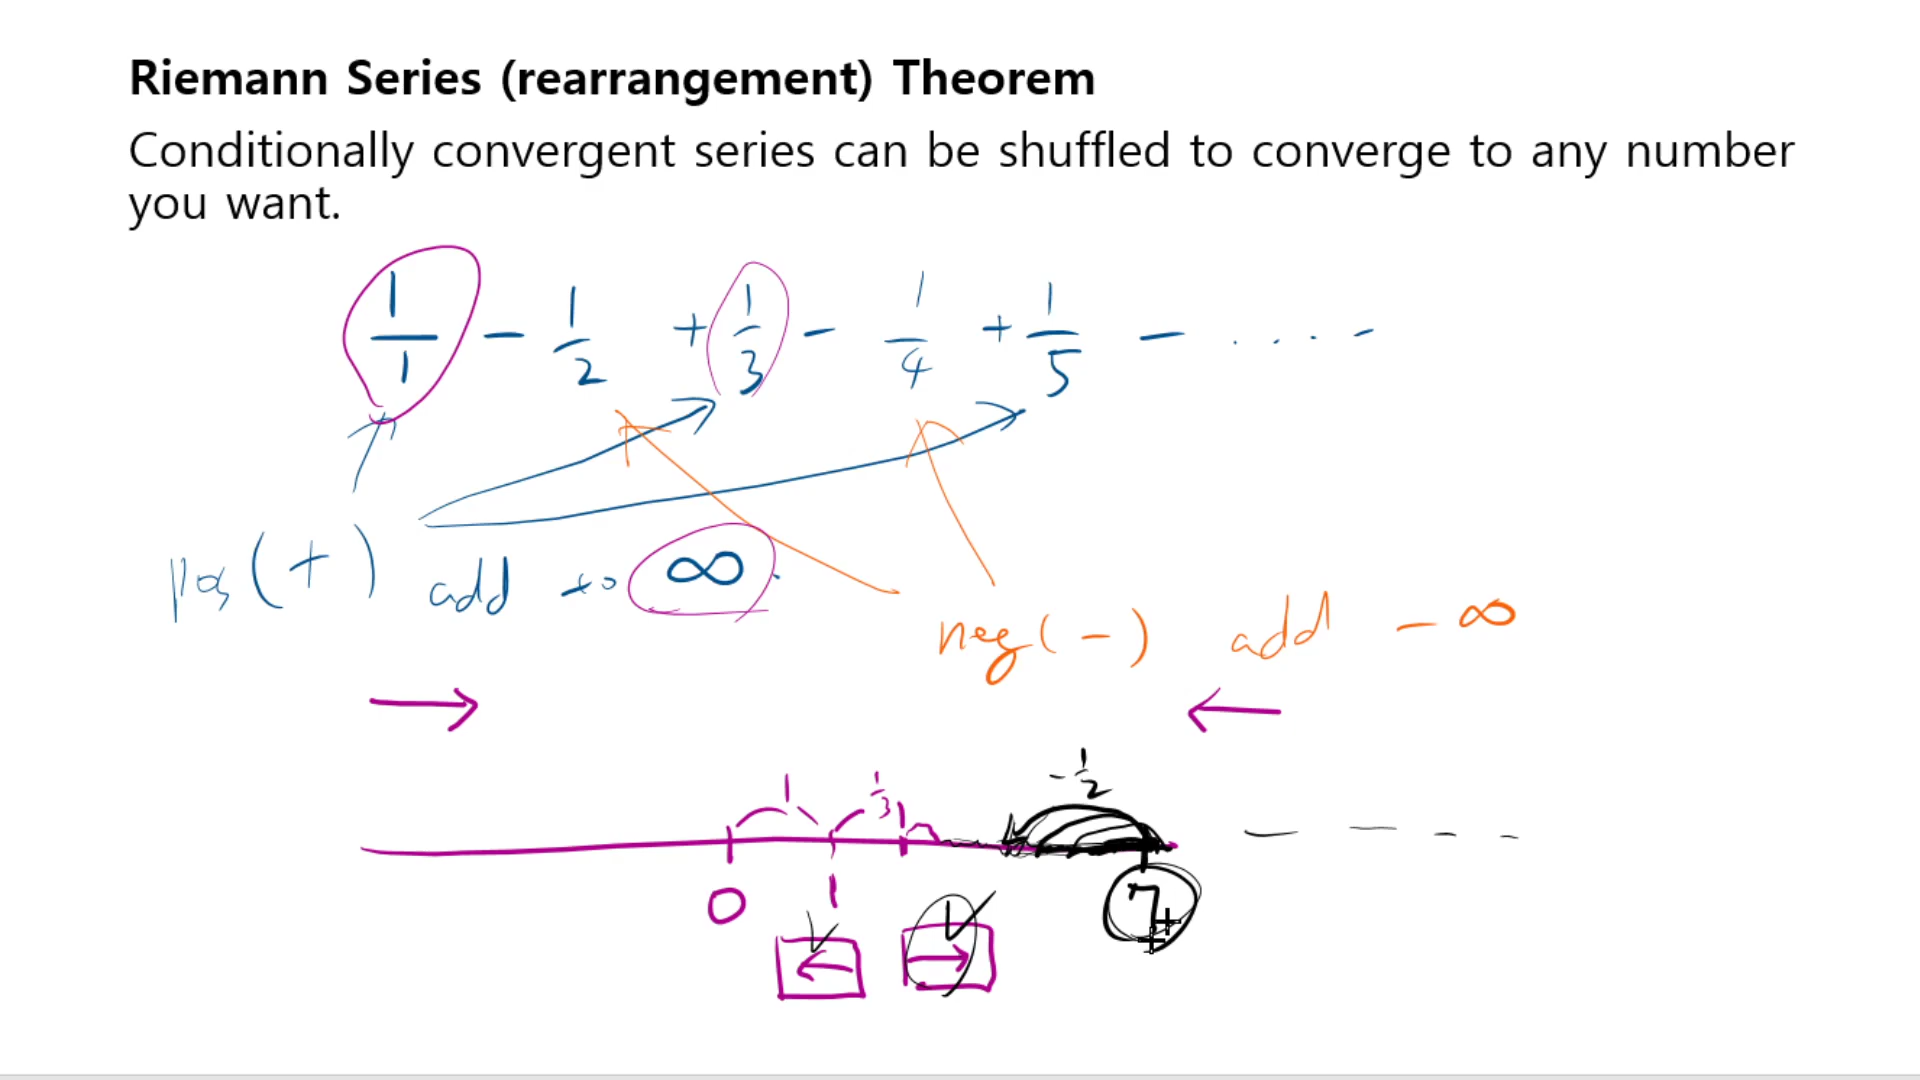 Riemann Series (rearrangement) Theorem
Conditionally convergent series can be shuffled to converge to any number
you want.
1/1 - 1/2 + 1/3 - 1/4 + 1/5 - ....-
pos(+) add to ∞.
neg(-) add -∞
1 1/3 -1/2
0 1 7